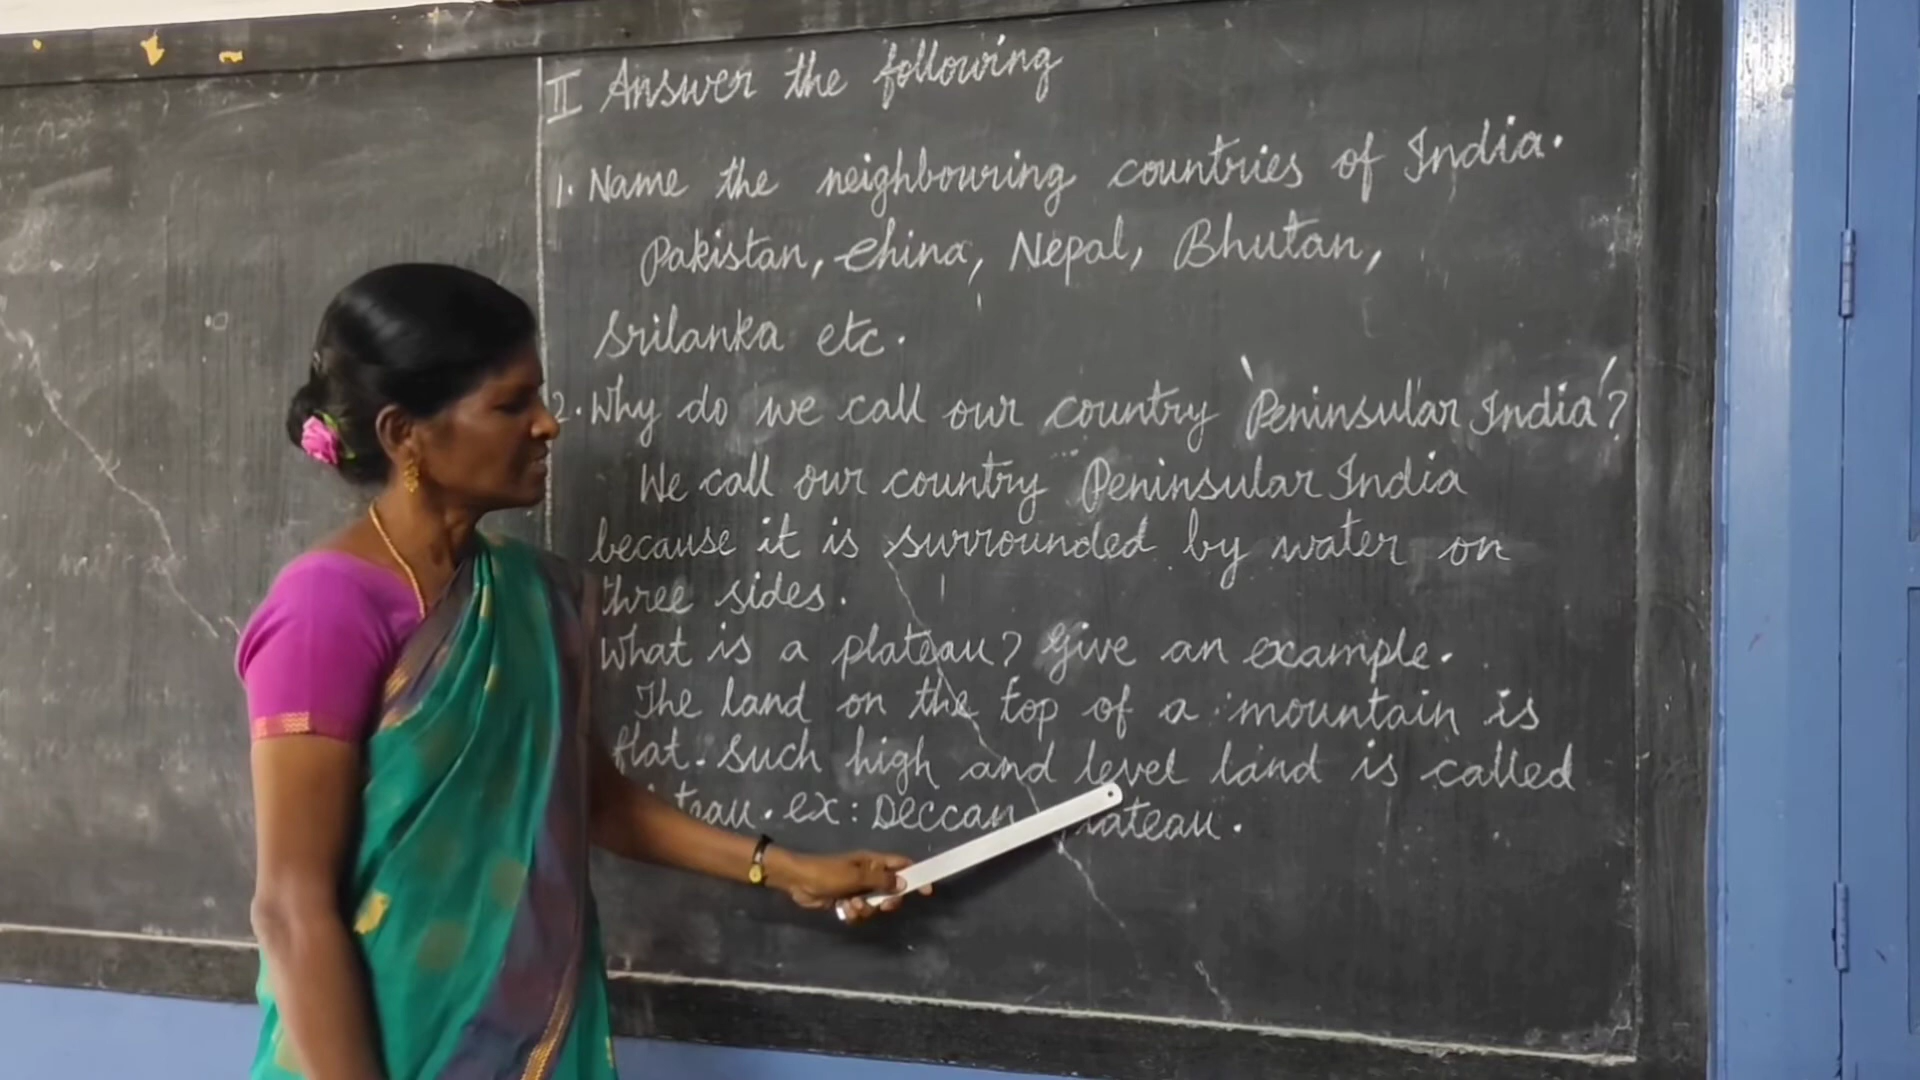 II Answer the following
1. Name the neighbouring countries of India.
Pakistan, China, Nepal, Bhutan,
Srilanka etc.
2. Why do we call our country 'Peninsular India'?
We call our country Peninsular India
because it is surrounded by water on
three sides.
What is a plateau? Give an example.
The land on the top of a mountain is
flat. Such high and level land is called
ex: Deccan